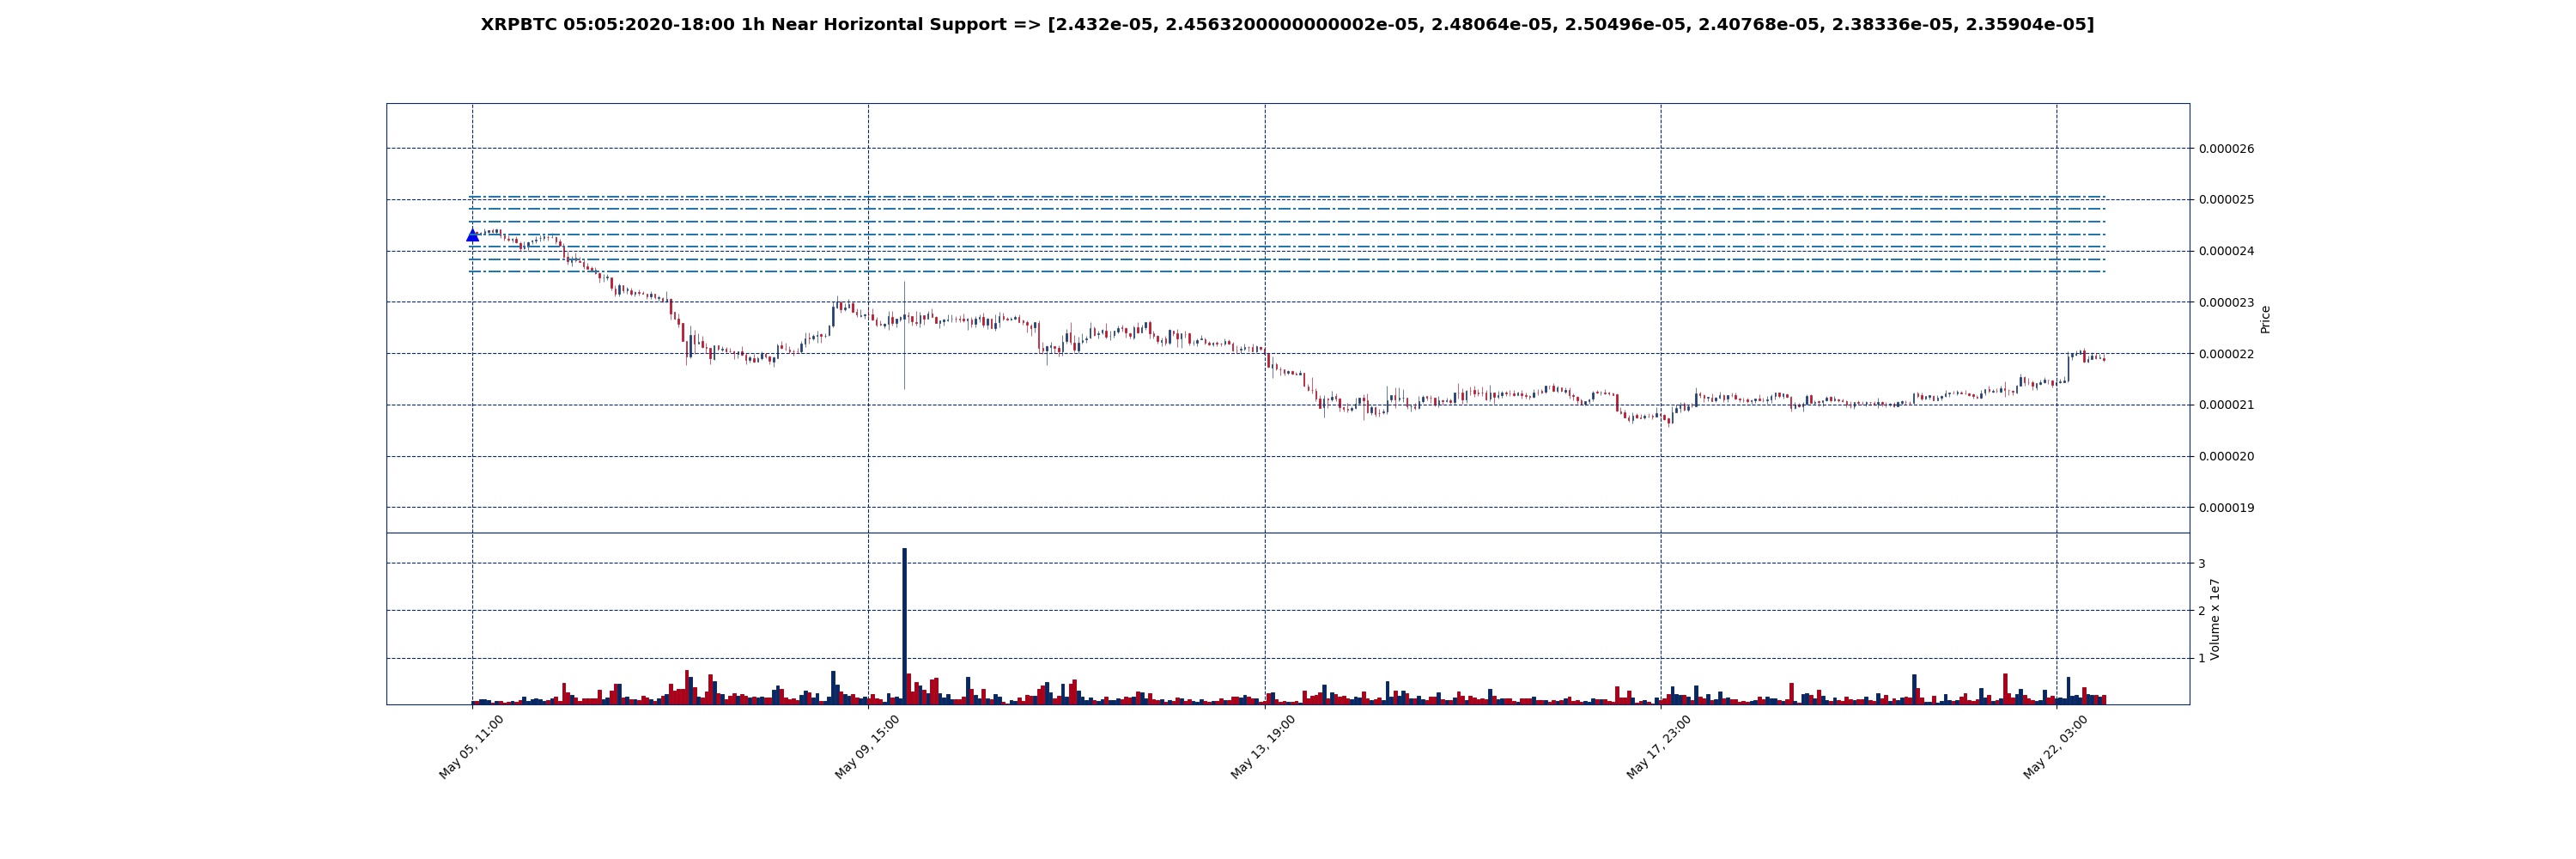 XRPBTC 05:05:2020-18:00 1h Near Horizontal Support => [2.432e-05, 2.4563200000000002e-05, 2.48064e-05, 2.50496e-05, 2.40768e-05, 2.38336e-05, 2.35904e-05]
0.000026
0.000025
0.000024
0.000023
0.000022
0.000021
0.000020
0.000019
Price
3
2
1
Volume x 1e7
May 05, 11:00
May 09, 15:00
May 13, 19:00
May 17, 23:00
May 22, 03:00